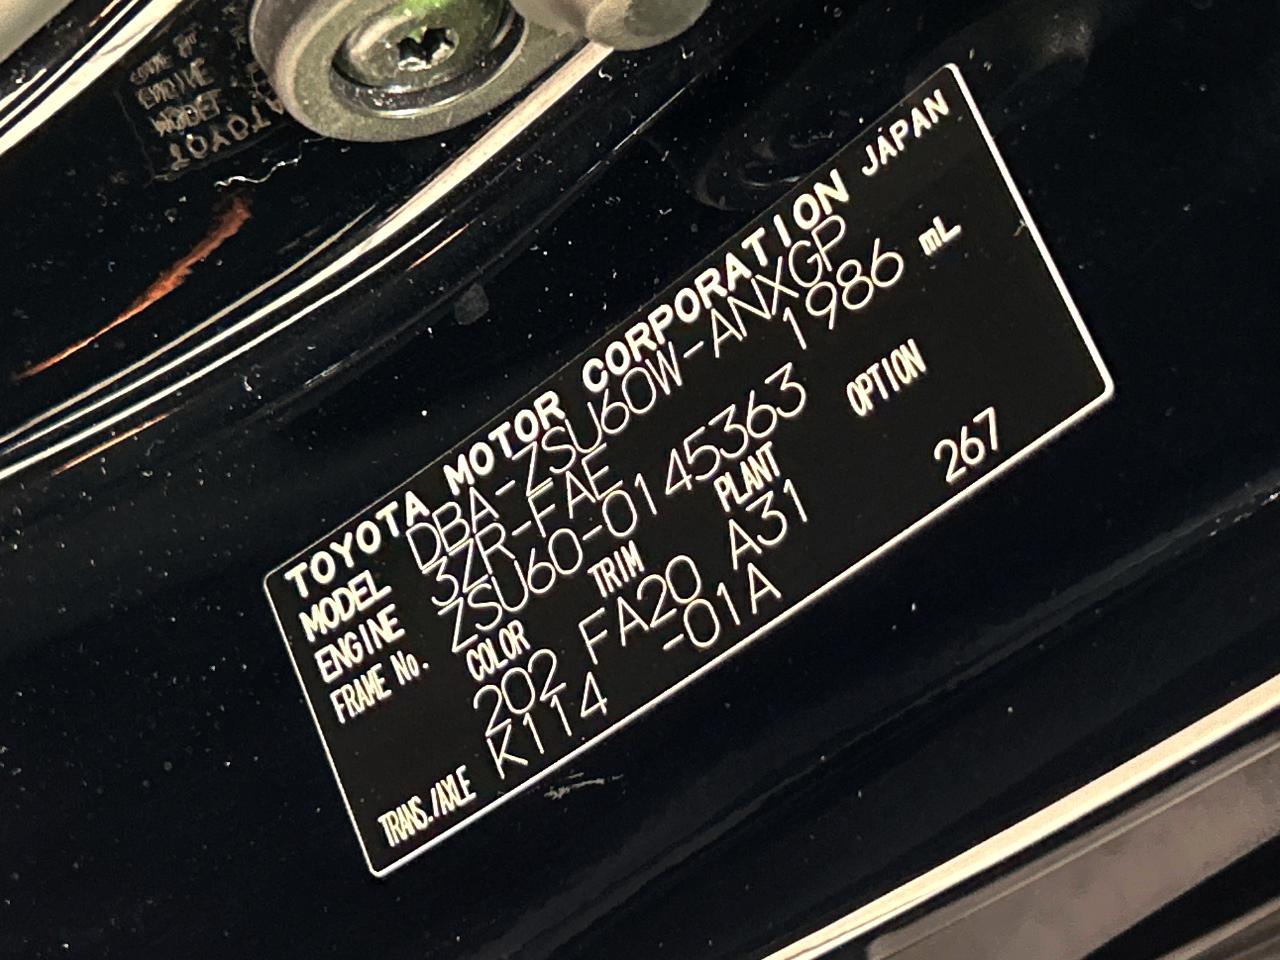 TOYOTA MOTOR CORPORATION JAPAN
MODEL DBA-ZSU60W-ANXGP
ENGINE 3ZR-FAE 1986 mL
FRAME No. ZSU60-0145363
COLOR TRIM PLANT OPTION
202 FA20 A31 267
TRANS./AXLE K114 -01A